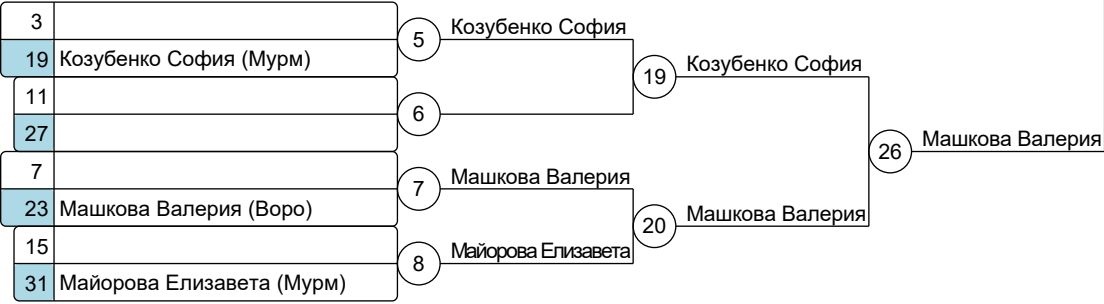 3
5
Козубенко София
19 Козубенко София (Мурм)
19
Козубенко София
11
6
27
26
Машкова Валерия
7
7
Машкова Валерия
23 Машкова Валерия (Воро)
20
Машкова Валерия
15
8
Майорова Елизавета
31 Майорова Елизавета (Мурм)